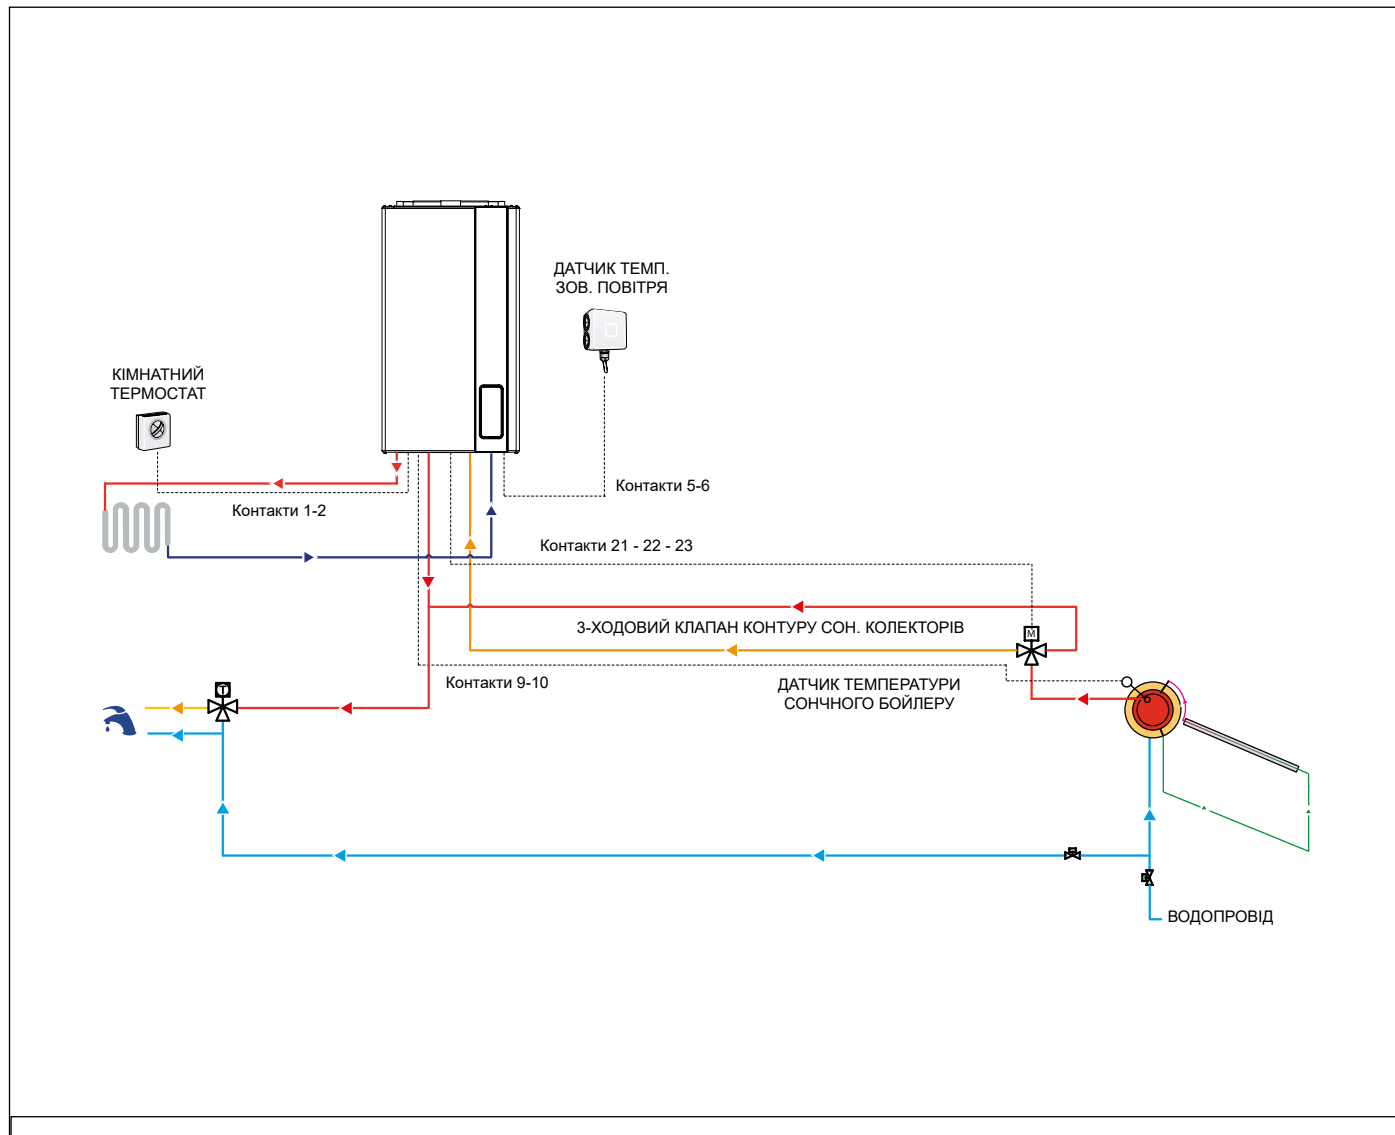 ДАТЧИК ТЕМП.
ЗОВ. ПОВІТРЯ
КІМНАТНИЙ
ТЕРМОСТАТ
Контакти 5-6
Контакти 1-2
Контакти 21 - 22 - 23
3-ХОДОВИЙ КЛАПАН КОНТУРУ СОН. КОЛЕКТОРІВ
M
Контакти 9-10
ДАТЧИК ТЕМПЕРАТУРИ
СОНЧНОГО БОЙЛЕРУ
T
ВОДОПРОВІД